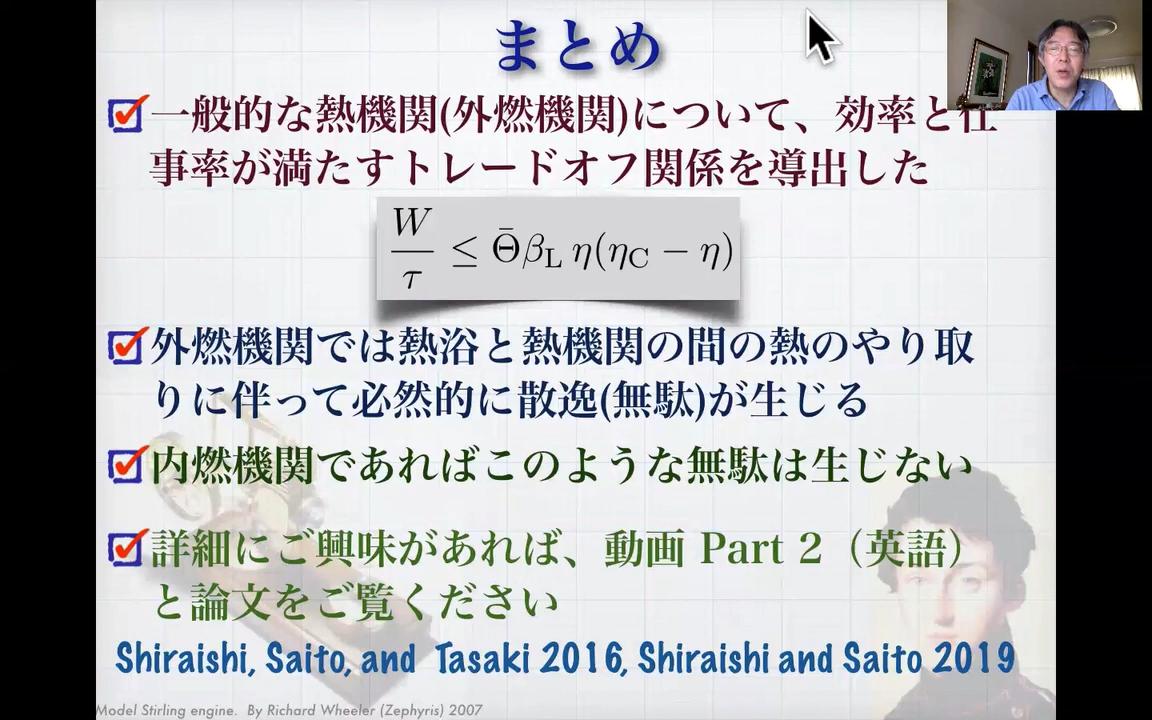 まとめ
一般的な熱機関(外燃機関)について、効率と仕
事率が満たすトレードオフ関係を導出した
W/τ ≤ Θ̄β_L η(η_C − η)
外燃機関では熱浴と熱機関の間の熱のやり取
りに伴って必然的に散逸(無駄)が生じる
内燃機関であればこのような無駄は生じない
詳細にご興味があれば、動画 Part 2（英語）
と論文をご覧ください
Shiraishi, Saito, and Tasaki 2016, Shiraishi and Saito 2019
Model Stirling engine. By Richard Wheeler (Zephyris) 2007